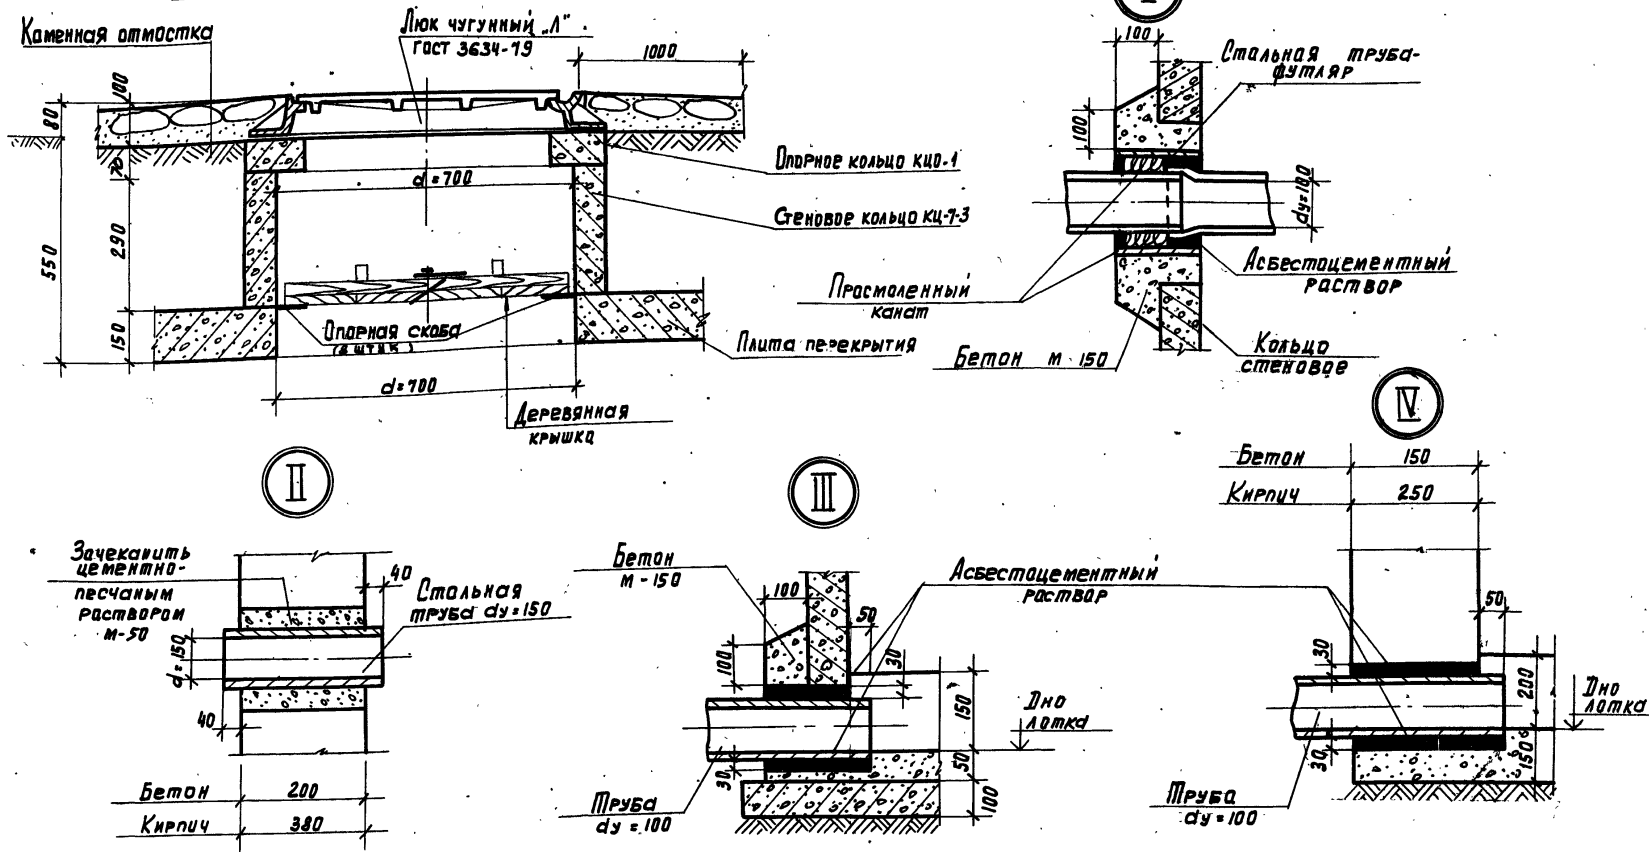 Каменная отмостка
Люк чугунный „Л"
ГОСТ 3634-79
1000
100
80
70
290
550
150
d=700
Опорное кольцо КЦО-1
Стеновое кольцо КЦ-7-3
Опорная скоба
Плита перекрытия
d=700
Деревянная
крышка
100
Стальная труба-
футляр
100
dу=100
Асбестоцементный
раствор
Просмоленный
канат
Бетон М-150
Кольцо
стеновое
II
Зачеканить
цементно-
песчаным
раствором
М-50
40
Стальная
труба dу=150
d=150
40
Бетон 200
Кирпич 380
III
Бетон
М-150
100
50
Асбестоцементный
раствор
100
30
150
Дно
лотка
50
30
100
Труба
dу=100
IV
Бетон 150
Кирпич 250
50
30
200
Дно
лотка
30
150
Труба
dу=100